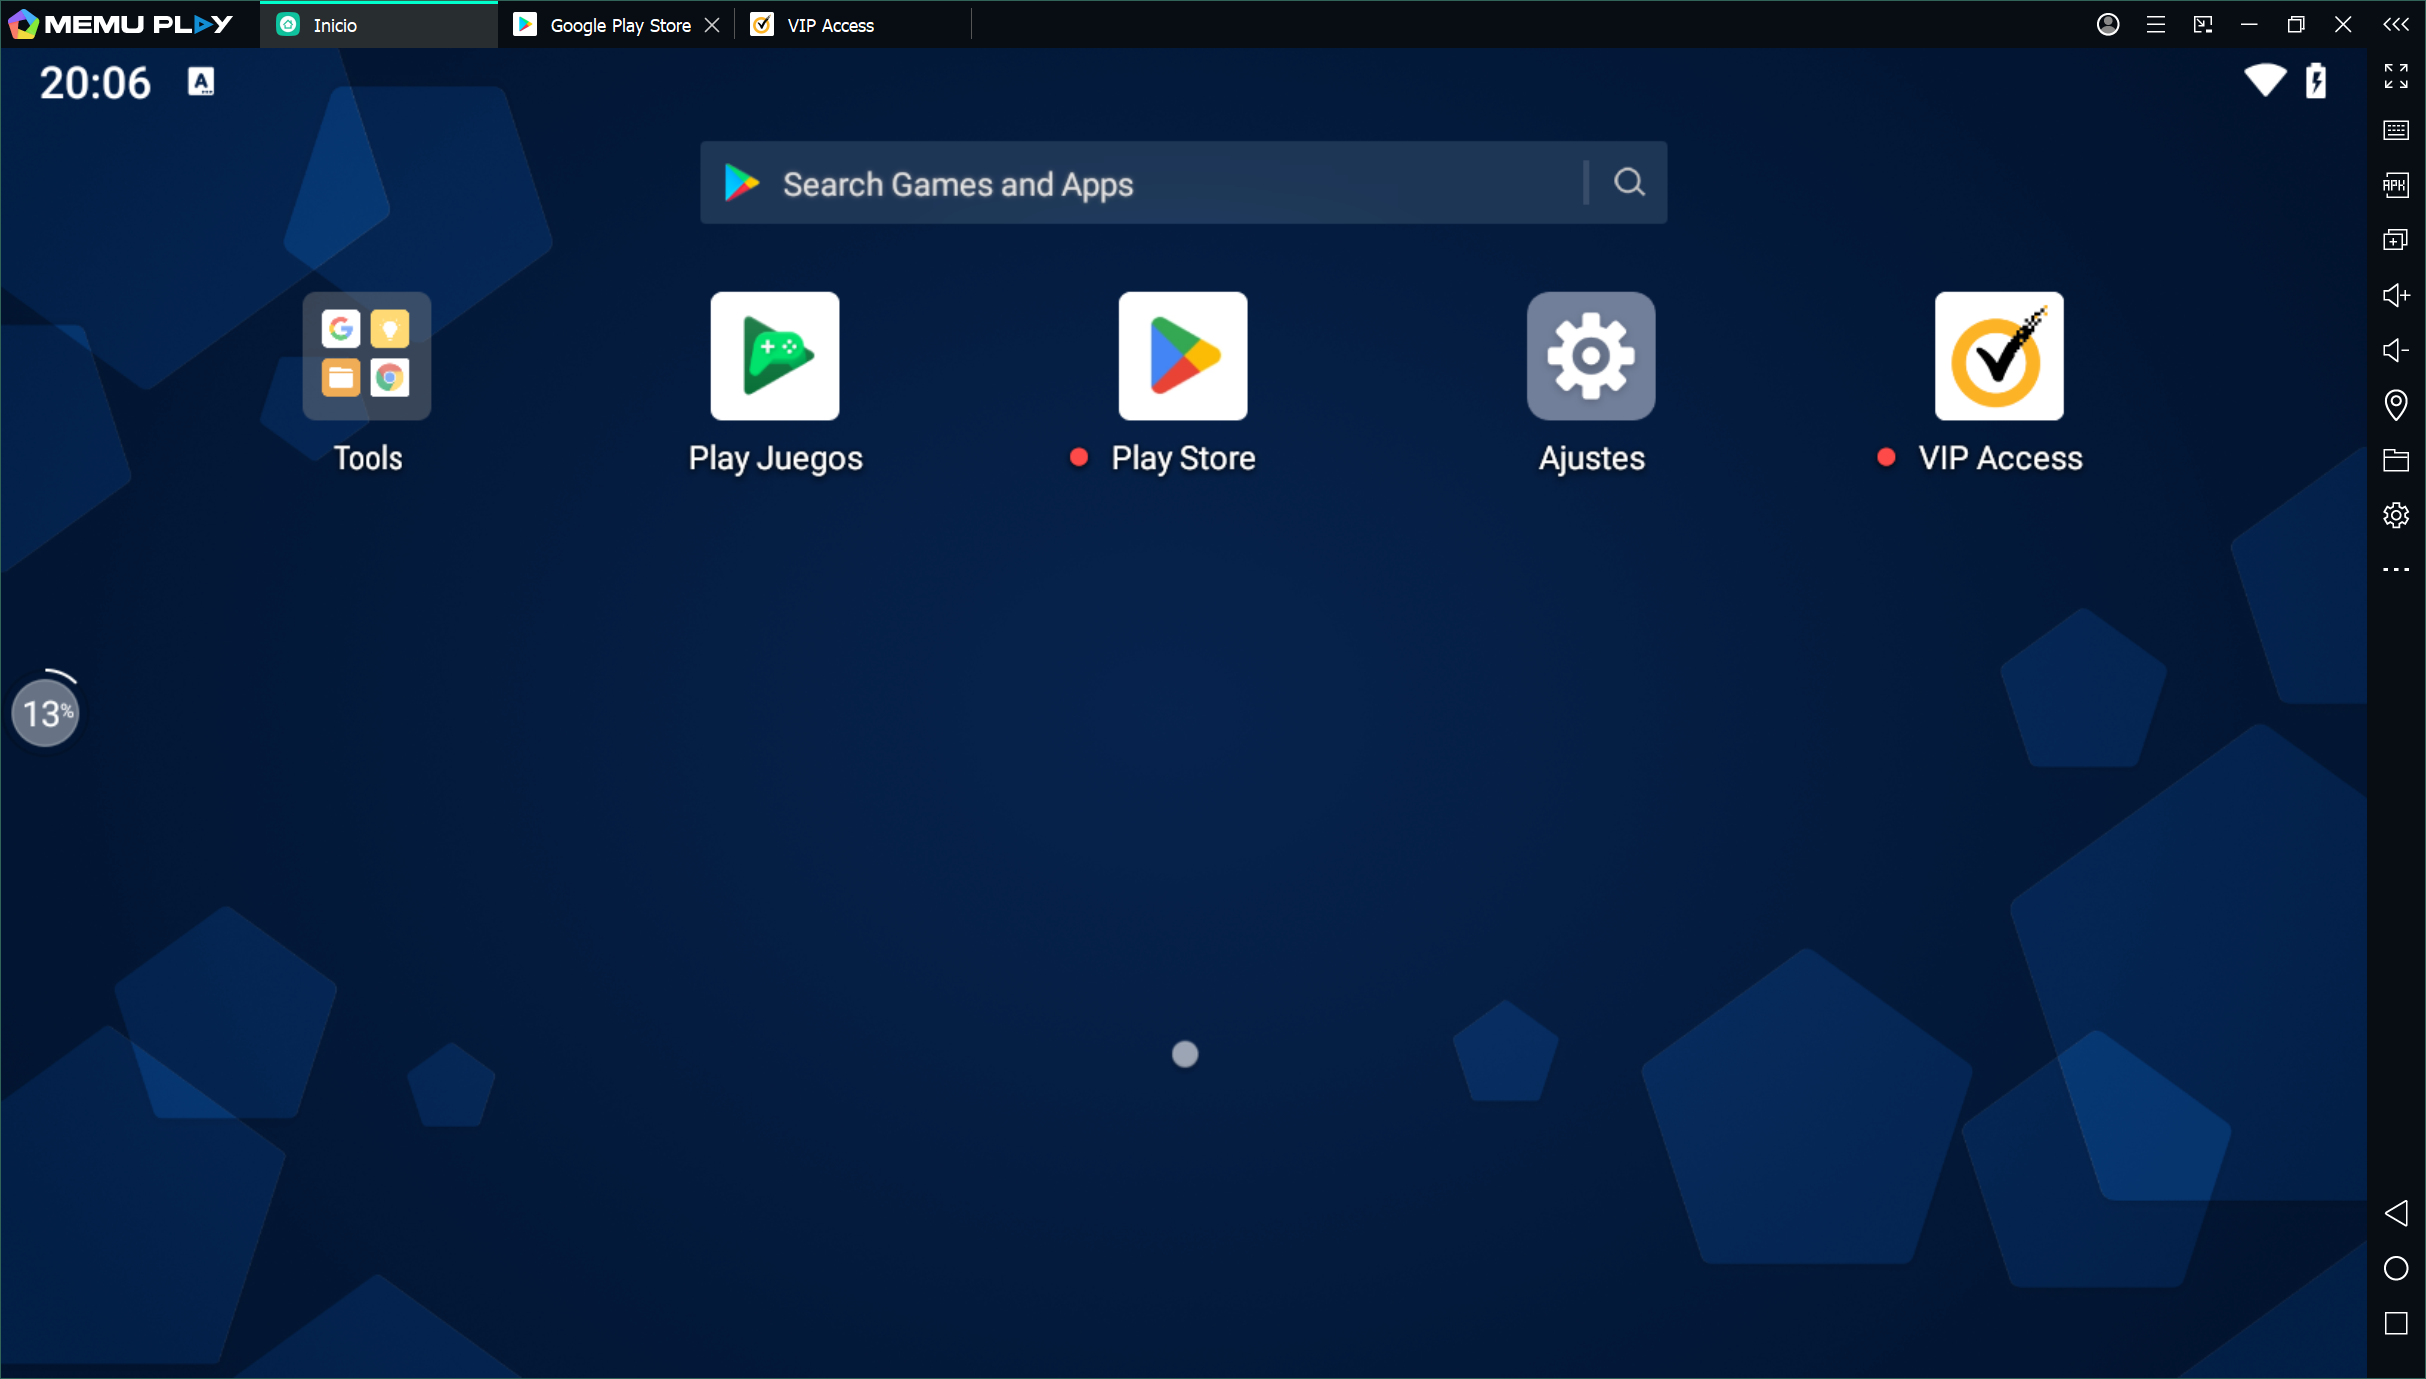 MEMU PLAY
Inicio
Google Play Store
VIP Access
20:06
A
Search Games and Apps
Tools
Play Juegos
Play Store
Ajustes
VIP Access
13%
APK